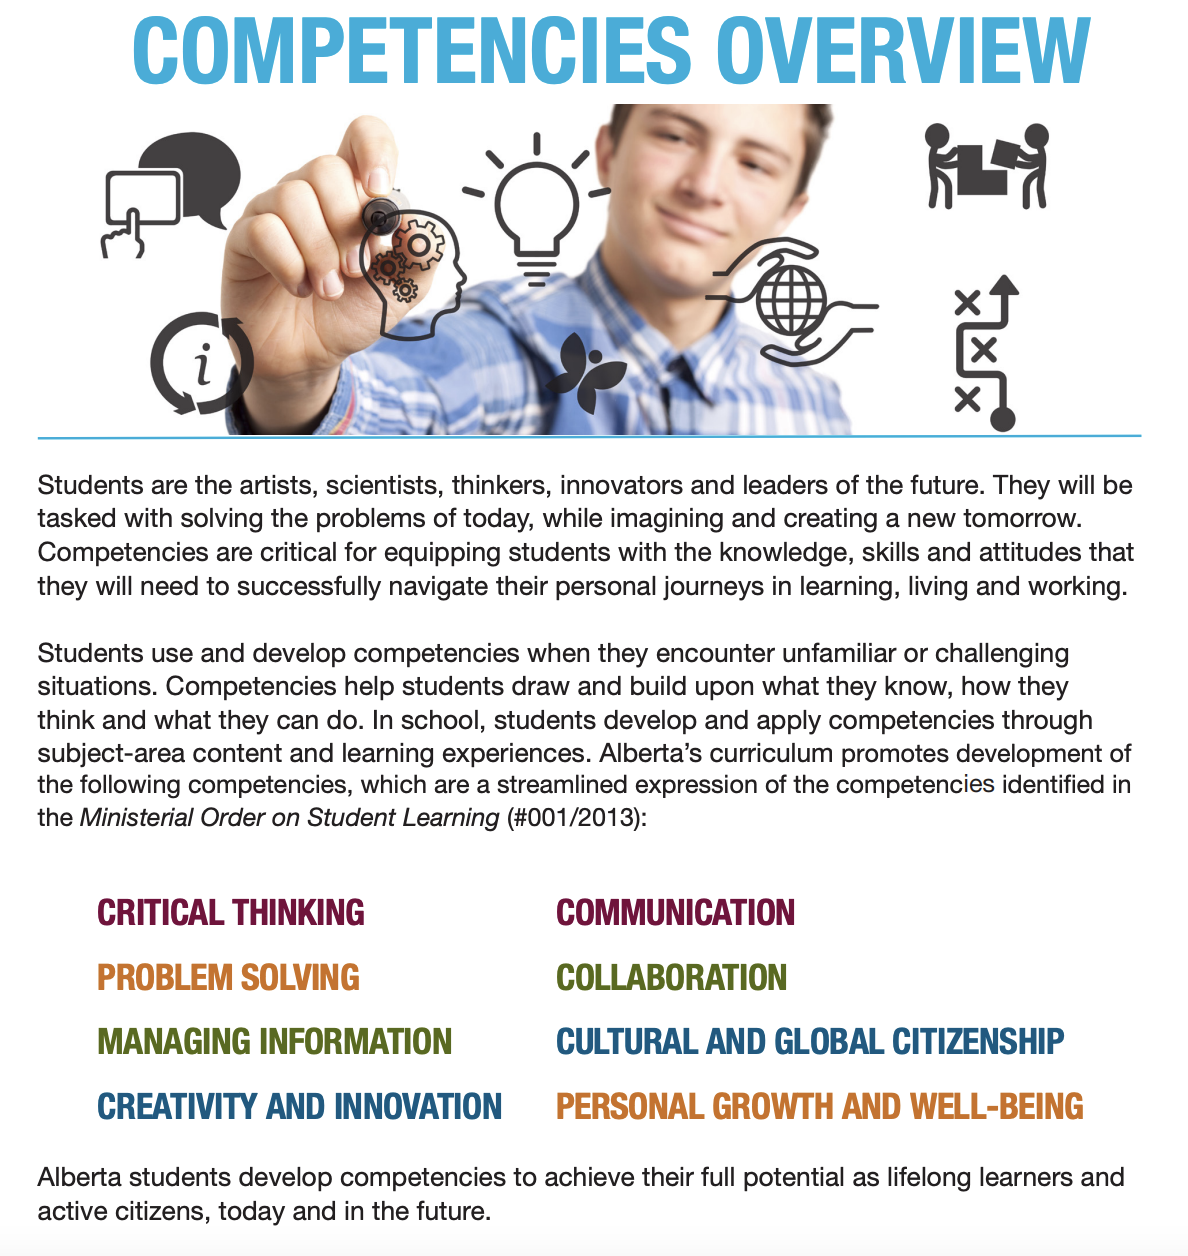 COMPETENCIES OVERVIEW
i
Students are the artists, scientists, thinkers, innovators and leaders of the future. They will be
tasked with solving the problems of today, while imagining and creating a new tomorrow.
Competencies are critical for equipping students with the knowledge, skills and attitudes that
they will need to successfully navigate their personal journeys in learning, living and working.
Students use and develop competencies when they encounter unfamiliar or challenging
situations. Competencies help students draw and build upon what they know, how they
think and what they can do. In school, students develop and apply competencies through
subject-area content and learning experiences. Alberta’s curriculum promotes development of
the following competencies, which are a streamlined expression of the competencies identified in
the Ministerial Order on Student Learning (#001/2013):
CRITICAL THINKING
PROBLEM SOLVING
MANAGING INFORMATION
CREATIVITY AND INNOVATION
COMMUNICATION
COLLABORATION
CULTURAL AND GLOBAL CITIZENSHIP
PERSONAL GROWTH AND WELL-BEING
Alberta students develop competencies to achieve their full potential as lifelong learners and
active citizens, today and in the future.